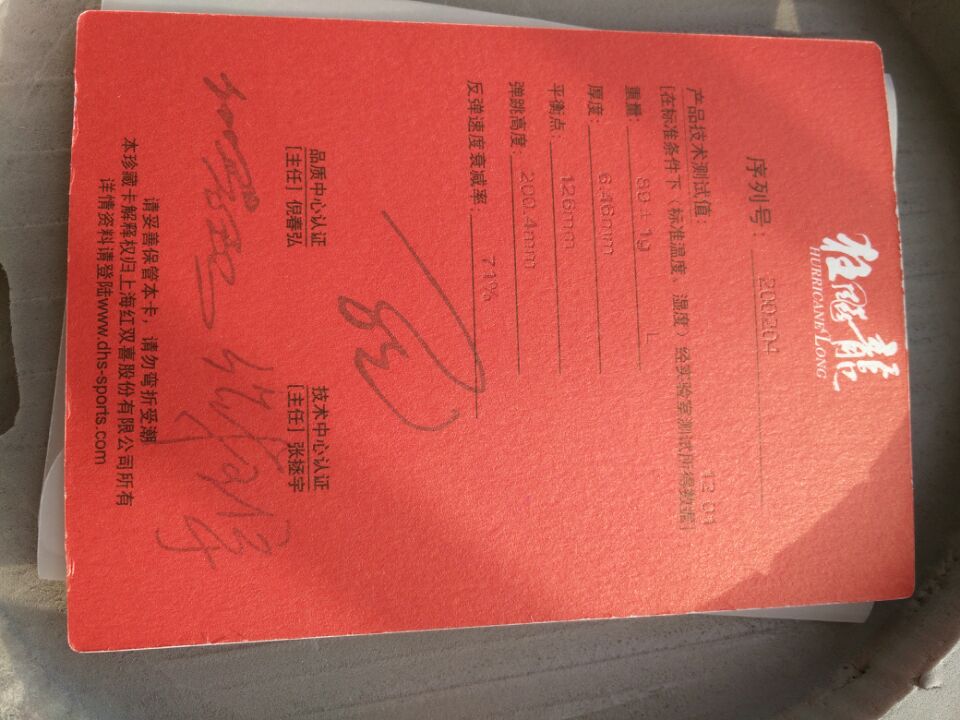 狂飚龍
HURRICANE LONG
序列号：200204
产品技术测试值： 12 01
[在标准条件下（标准温度、湿度）经实验室测试所得数据]
重量： 89±1g L
厚度： 6.46mm
平衡点： 126mm
弹跳高度： 200.4mm
反弹速度衰减率： 71%
品质中心认证 技术中心认证
[主任] 倪春弘 [主任] 张拯宇
请妥善保管本卡，请勿弯折受潮
本珍藏卡解释权归上海红双喜股份有限公司所有
详情资料请登陆www.dhs-sports.com